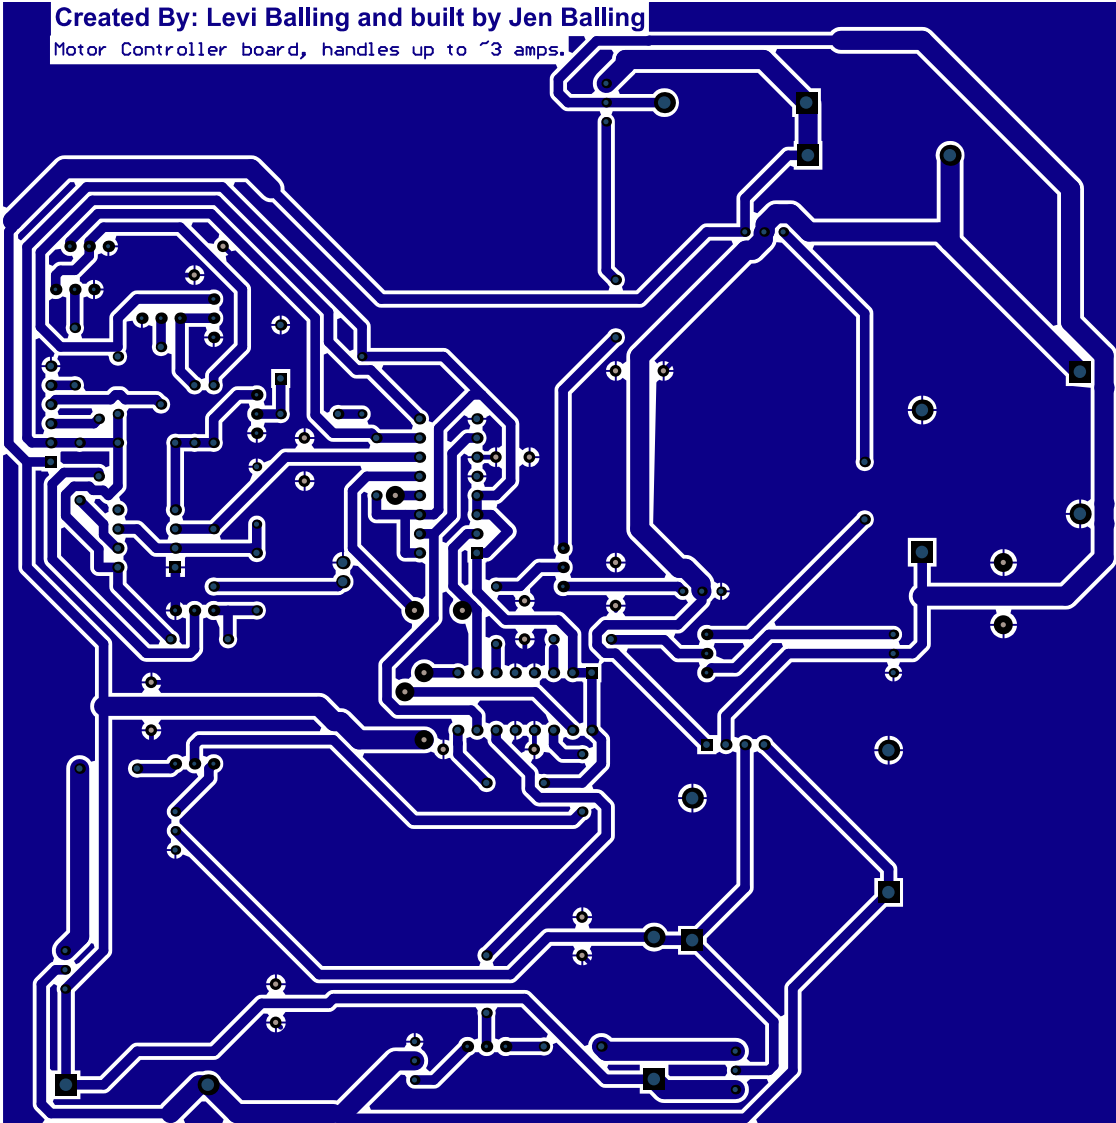 Created By: Levi Balling and built by Jen Balling
Motor Controller board, handles up to ~3 amps.